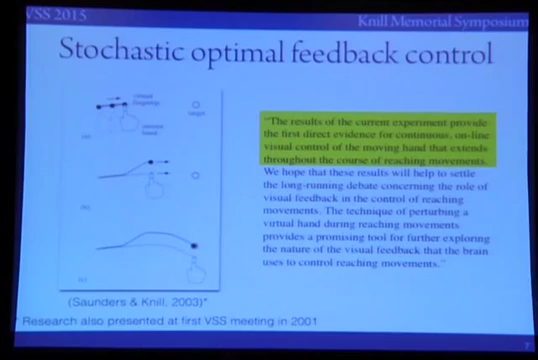 VSS 2015
Knill Memorial Symposium
Stochastic optimal feedback control
virtual
fingertip
target
"The results of the current experiment provide
the first direct evidence for continuous, on-line
visual control of the moving hand that extends
throughout the course of reaching movements.
We hope that these results will help to settle
the long-running debate concerning the role of
visual feedback in the control of reaching
movements. The technique of perturbing a
virtual hand during reaching movements
provides a promising tool for further exploring
the nature of the visual feedback that the brain
uses to control reaching movements."
(Saunders & Knill, 2003)*
* Research also presented at first VSS meeting in 2001
7